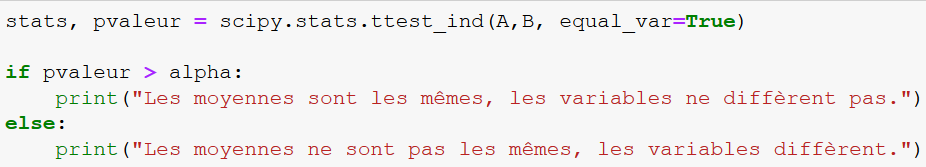 stats, pvaleur = scipy.stats.ttest_ind(A,B, equal_var=True)
if pvaleur > alpha:
    print("Les moyennes sont les mêmes, les variables ne diffèrent pas.")
else:
    print("Les moyennes ne sont pas les mêmes, les variables diffèrent.")